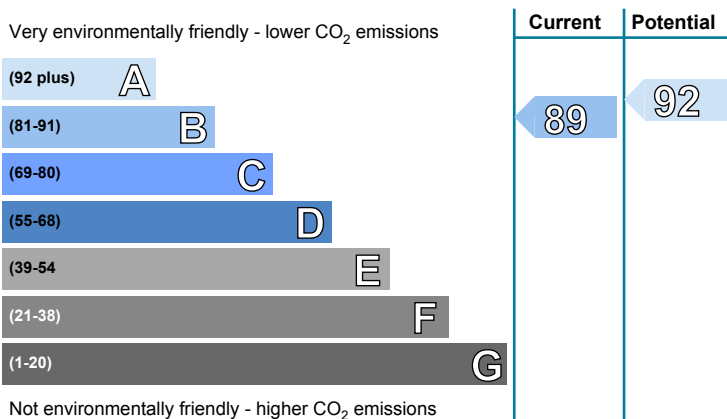 Current Potential
Very environmentally friendly - lower CO₂ emissions
(92 plus) A
92
(81-91) B
89
(69-80) C
(55-68) D
(39-54 E
(21-38) F
(1-20) G
Not environmentally friendly - higher CO₂ emissions